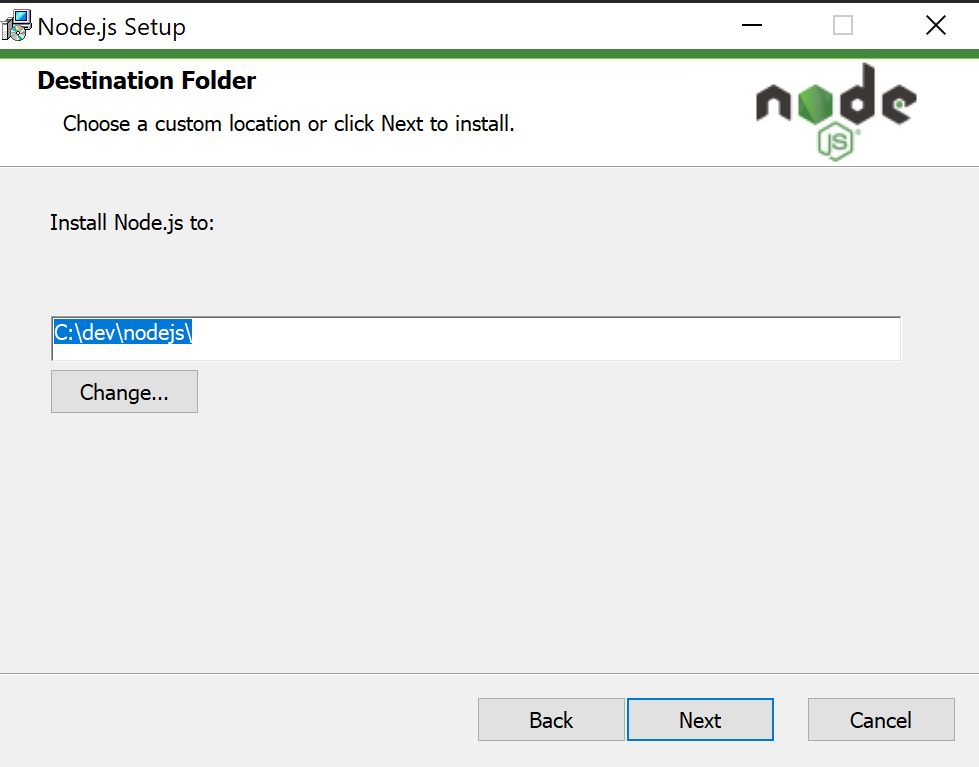 Node.js Setup
Destination Folder
Choose a custom location or click Next to install.
node
JS
Install Node.js to:
C:\dev\nodejs\
Change...
Back Next Cancel